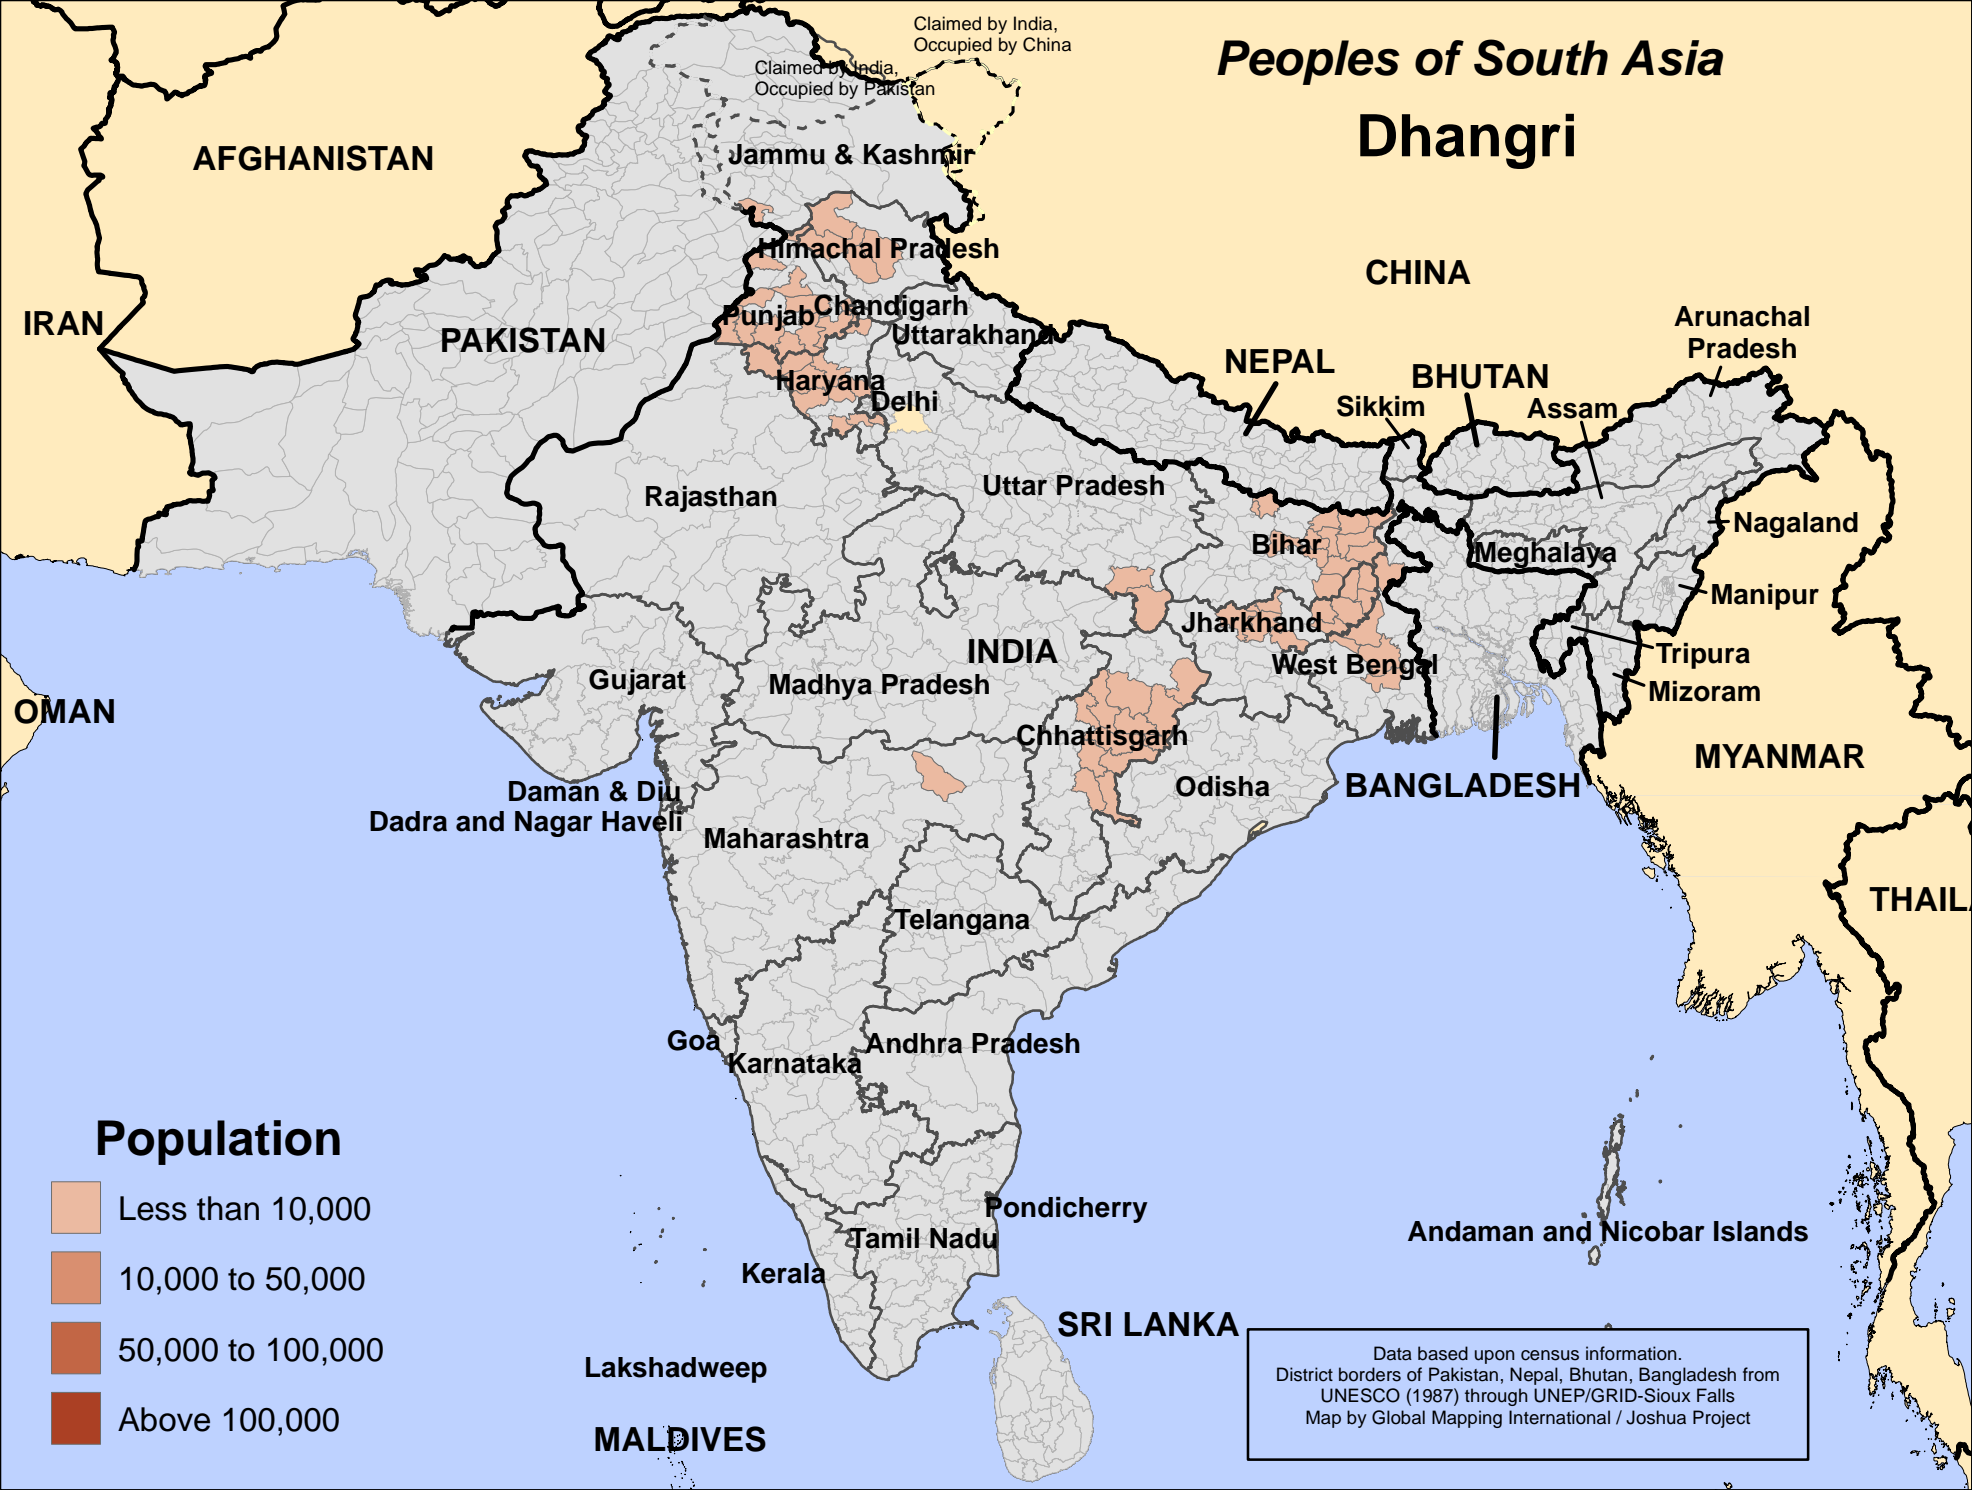 Claimed by India,
Occupied by China
Peoples of South Asia
Claimed by India,
Occupied by Pakistan
Dhangri
AFGHANISTAN
Jammu & Kashmir
Himachal Pradesh
CHINA
IRAN
PAKISTAN
Punjab
Chandigarh
Uttarakhand
Arunachal
Pradesh
NEPAL
BHUTAN
Haryana
Delhi
Sikkim
Assam
Rajasthan
Uttar Pradesh
Bihar
Nagaland
Meghalaya
Manipur
Jharkhand
INDIA
West Bengal
Tripura
Gujarat
Madhya Pradesh
Mizoram
OMAN
Chhattisgarh
MYANMAR
Daman & Diu
Dadra and Nagar Haveli
Odisha
BANGLADESH
Maharashtra
THAIL
Telangana
Goa
Karnataka
Andhra Pradesh
Pondicherry
Tamil Nadu
Andaman and Nicobar Islands
Kerala
SRI LANKA
Lakshadweep
MALDIVES
Population
Less than 10,000
10,000 to 50,000
50,000 to 100,000
Above 100,000
Data based upon census information.
District borders of Pakistan, Nepal, Bhutan, Bangladesh from
UNESCO (1987) through UNEP/GRID-Sioux Falls
Map by Global Mapping International / Joshua Project